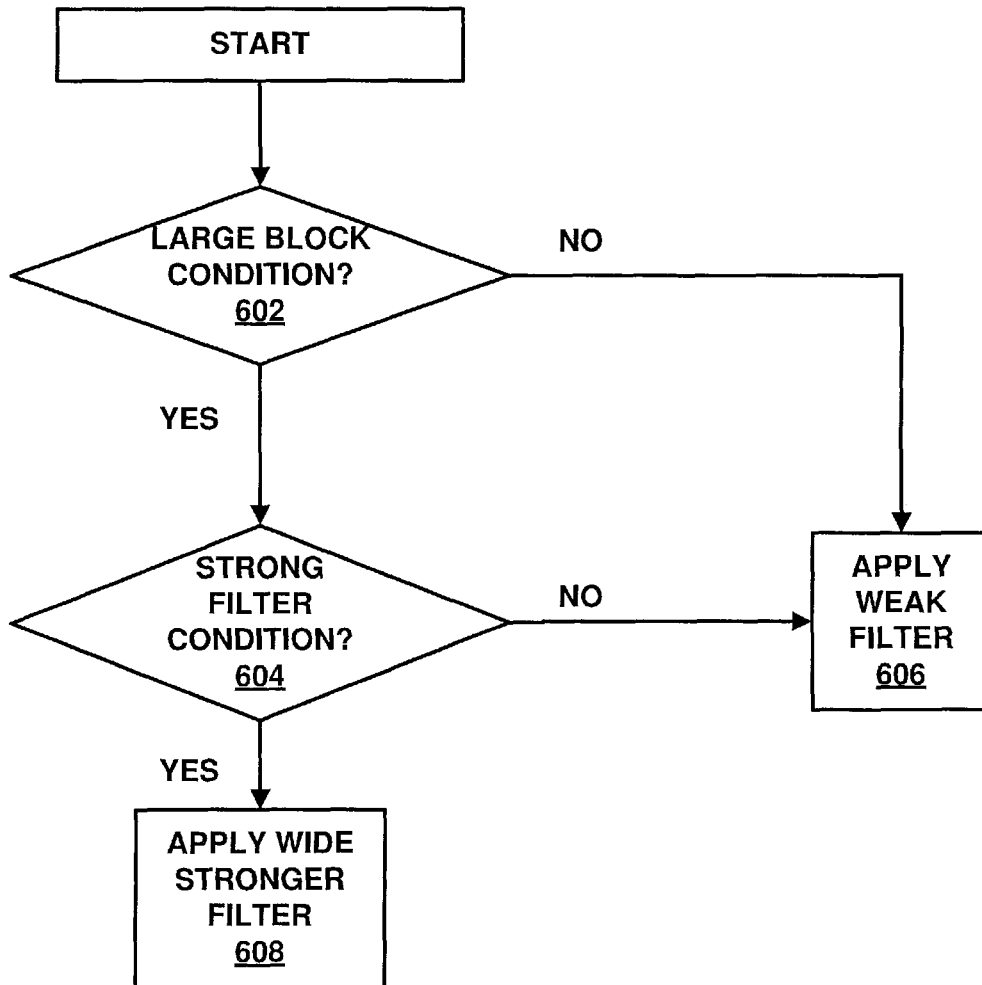 START
LARGE BLOCK
CONDITION?
602
NO
YES
STRONG
FILTER
CONDITION?
604
NO
APPLY
WEAK
FILTER
606
YES
APPLY WIDE
STRONGER
FILTER
608